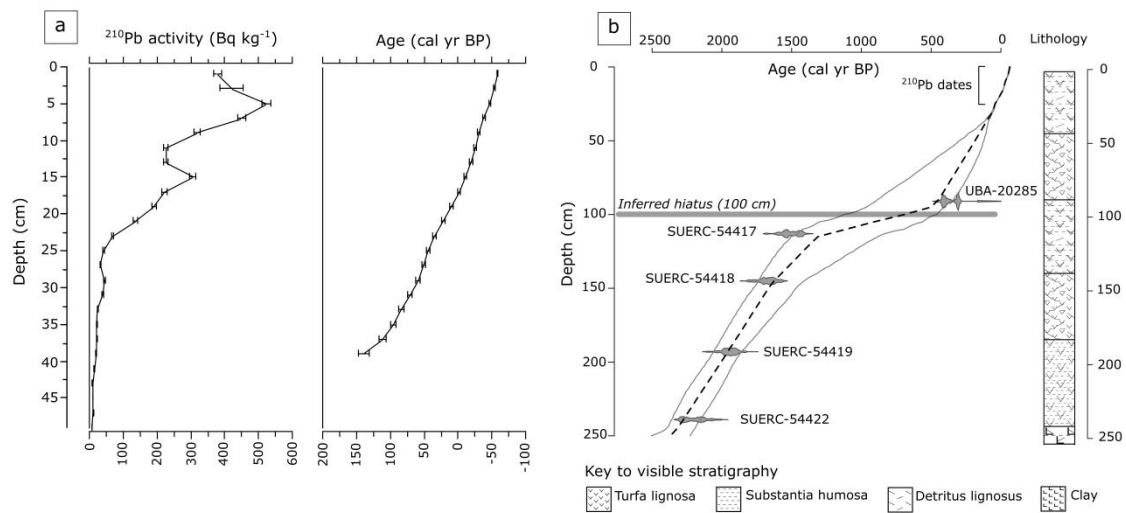 a
²¹⁰Pb activity (Bq kg⁻¹)
Depth (cm)
0
5
10
15
20
25
30
35
40
45
0
100
200
300
400
500
600
Age (cal yr BP)
200
150
100
50
0
-50
-100
b
2500
2000
1500
1000
500
0
Age (cal yr BP)
Lithology
Depth (cm)
0
50
100
150
200
250
²¹⁰Pb dates
UBA-20285
Inferred hiatus (100 cm)
SUERC-54417
SUERC-54418
SUERC-54419
SUERC-54422
0
50
100
150
200
250
Key to visible stratigraphy
Turfa lignosa
Substantia humosa
Detritus lignosus
Clay